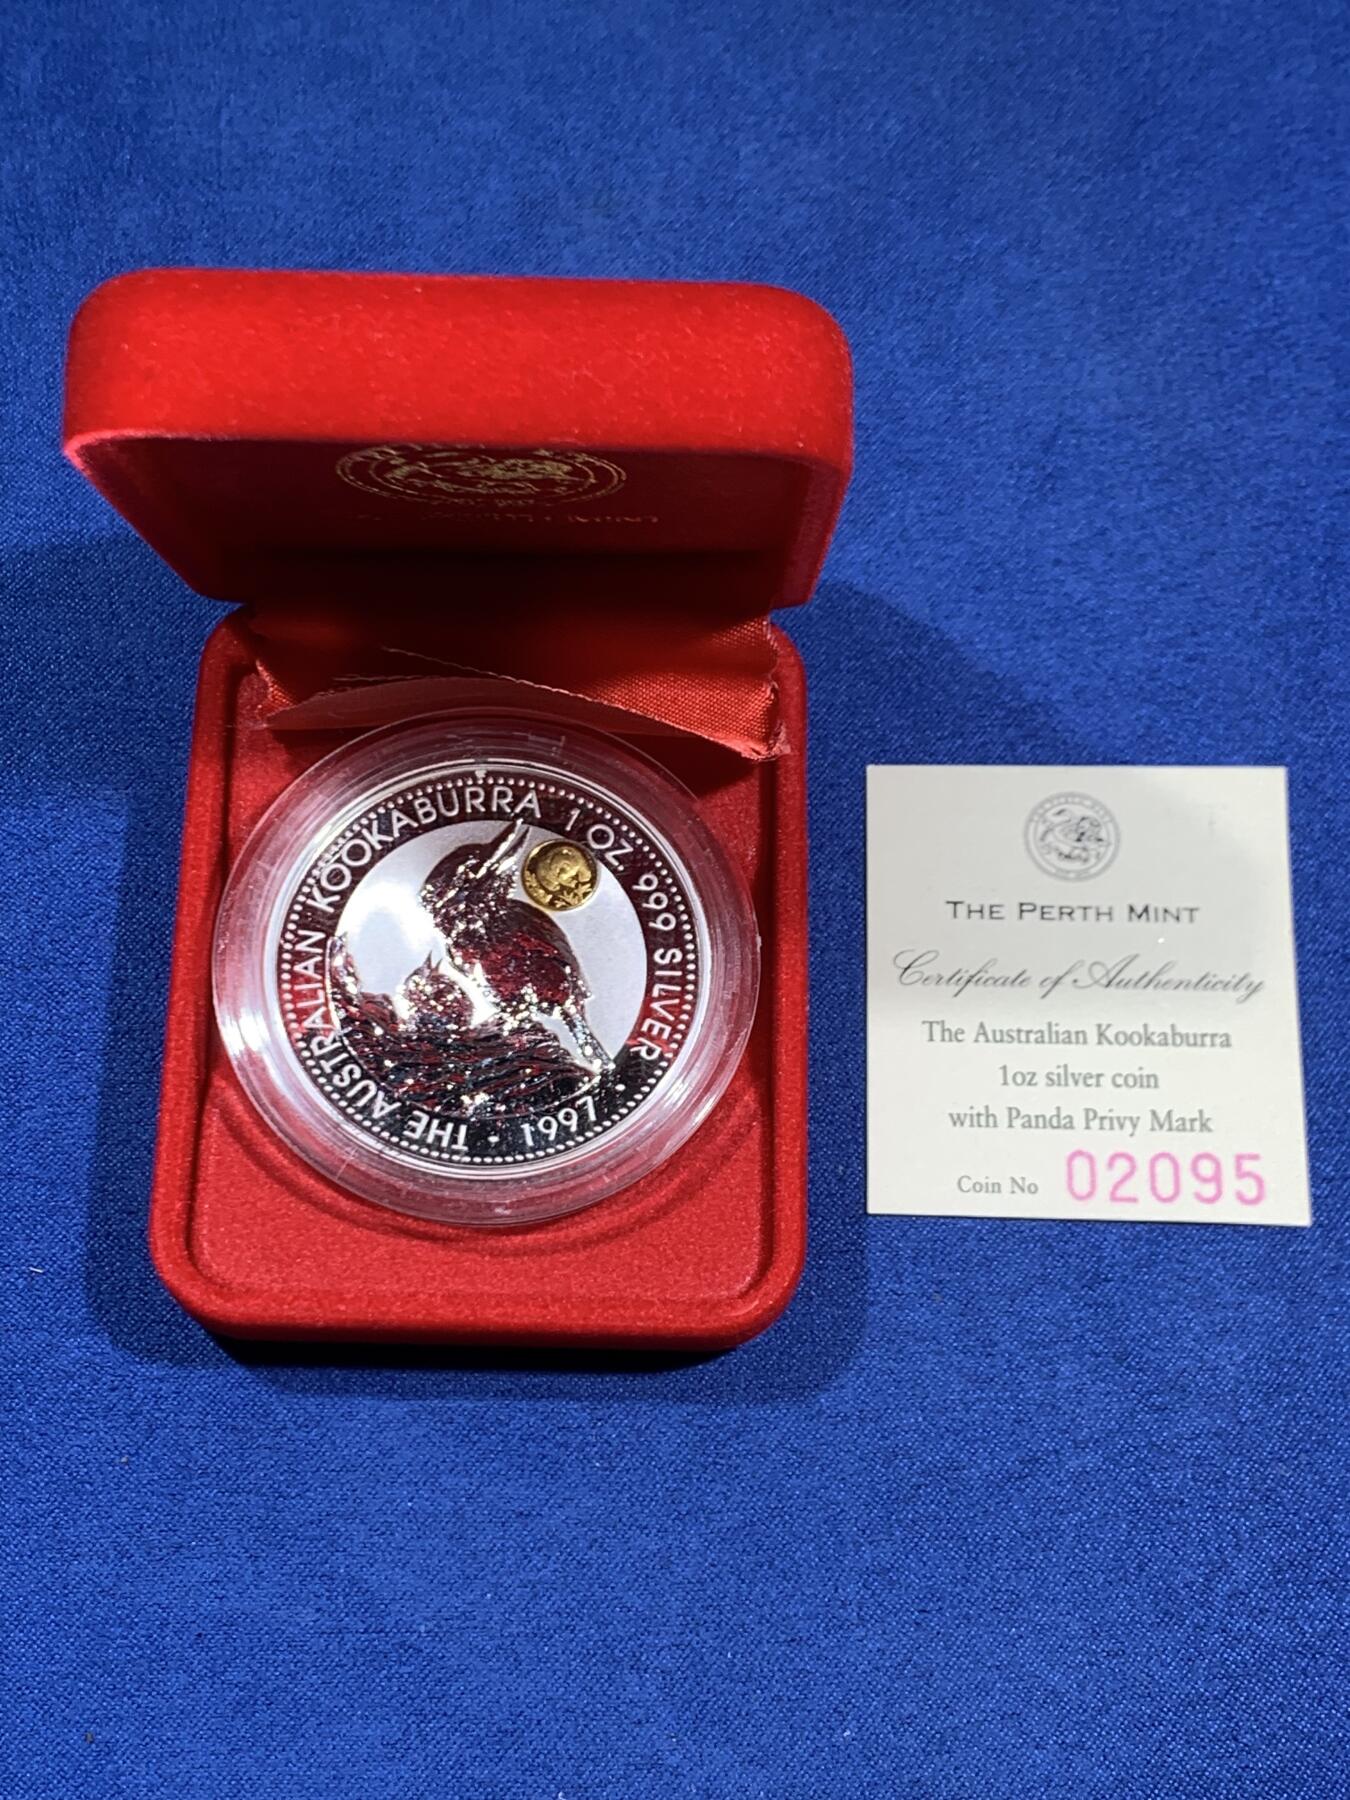 THE AUSTRALIAN KOOKABURRA 1 OZ. 999 SILVER · 1997 ·
THE PERTH MINT
Certificate of Authenticity
The Australian Kookaburra
1oz silver coin
with Panda Privy Mark
Coin No 02095